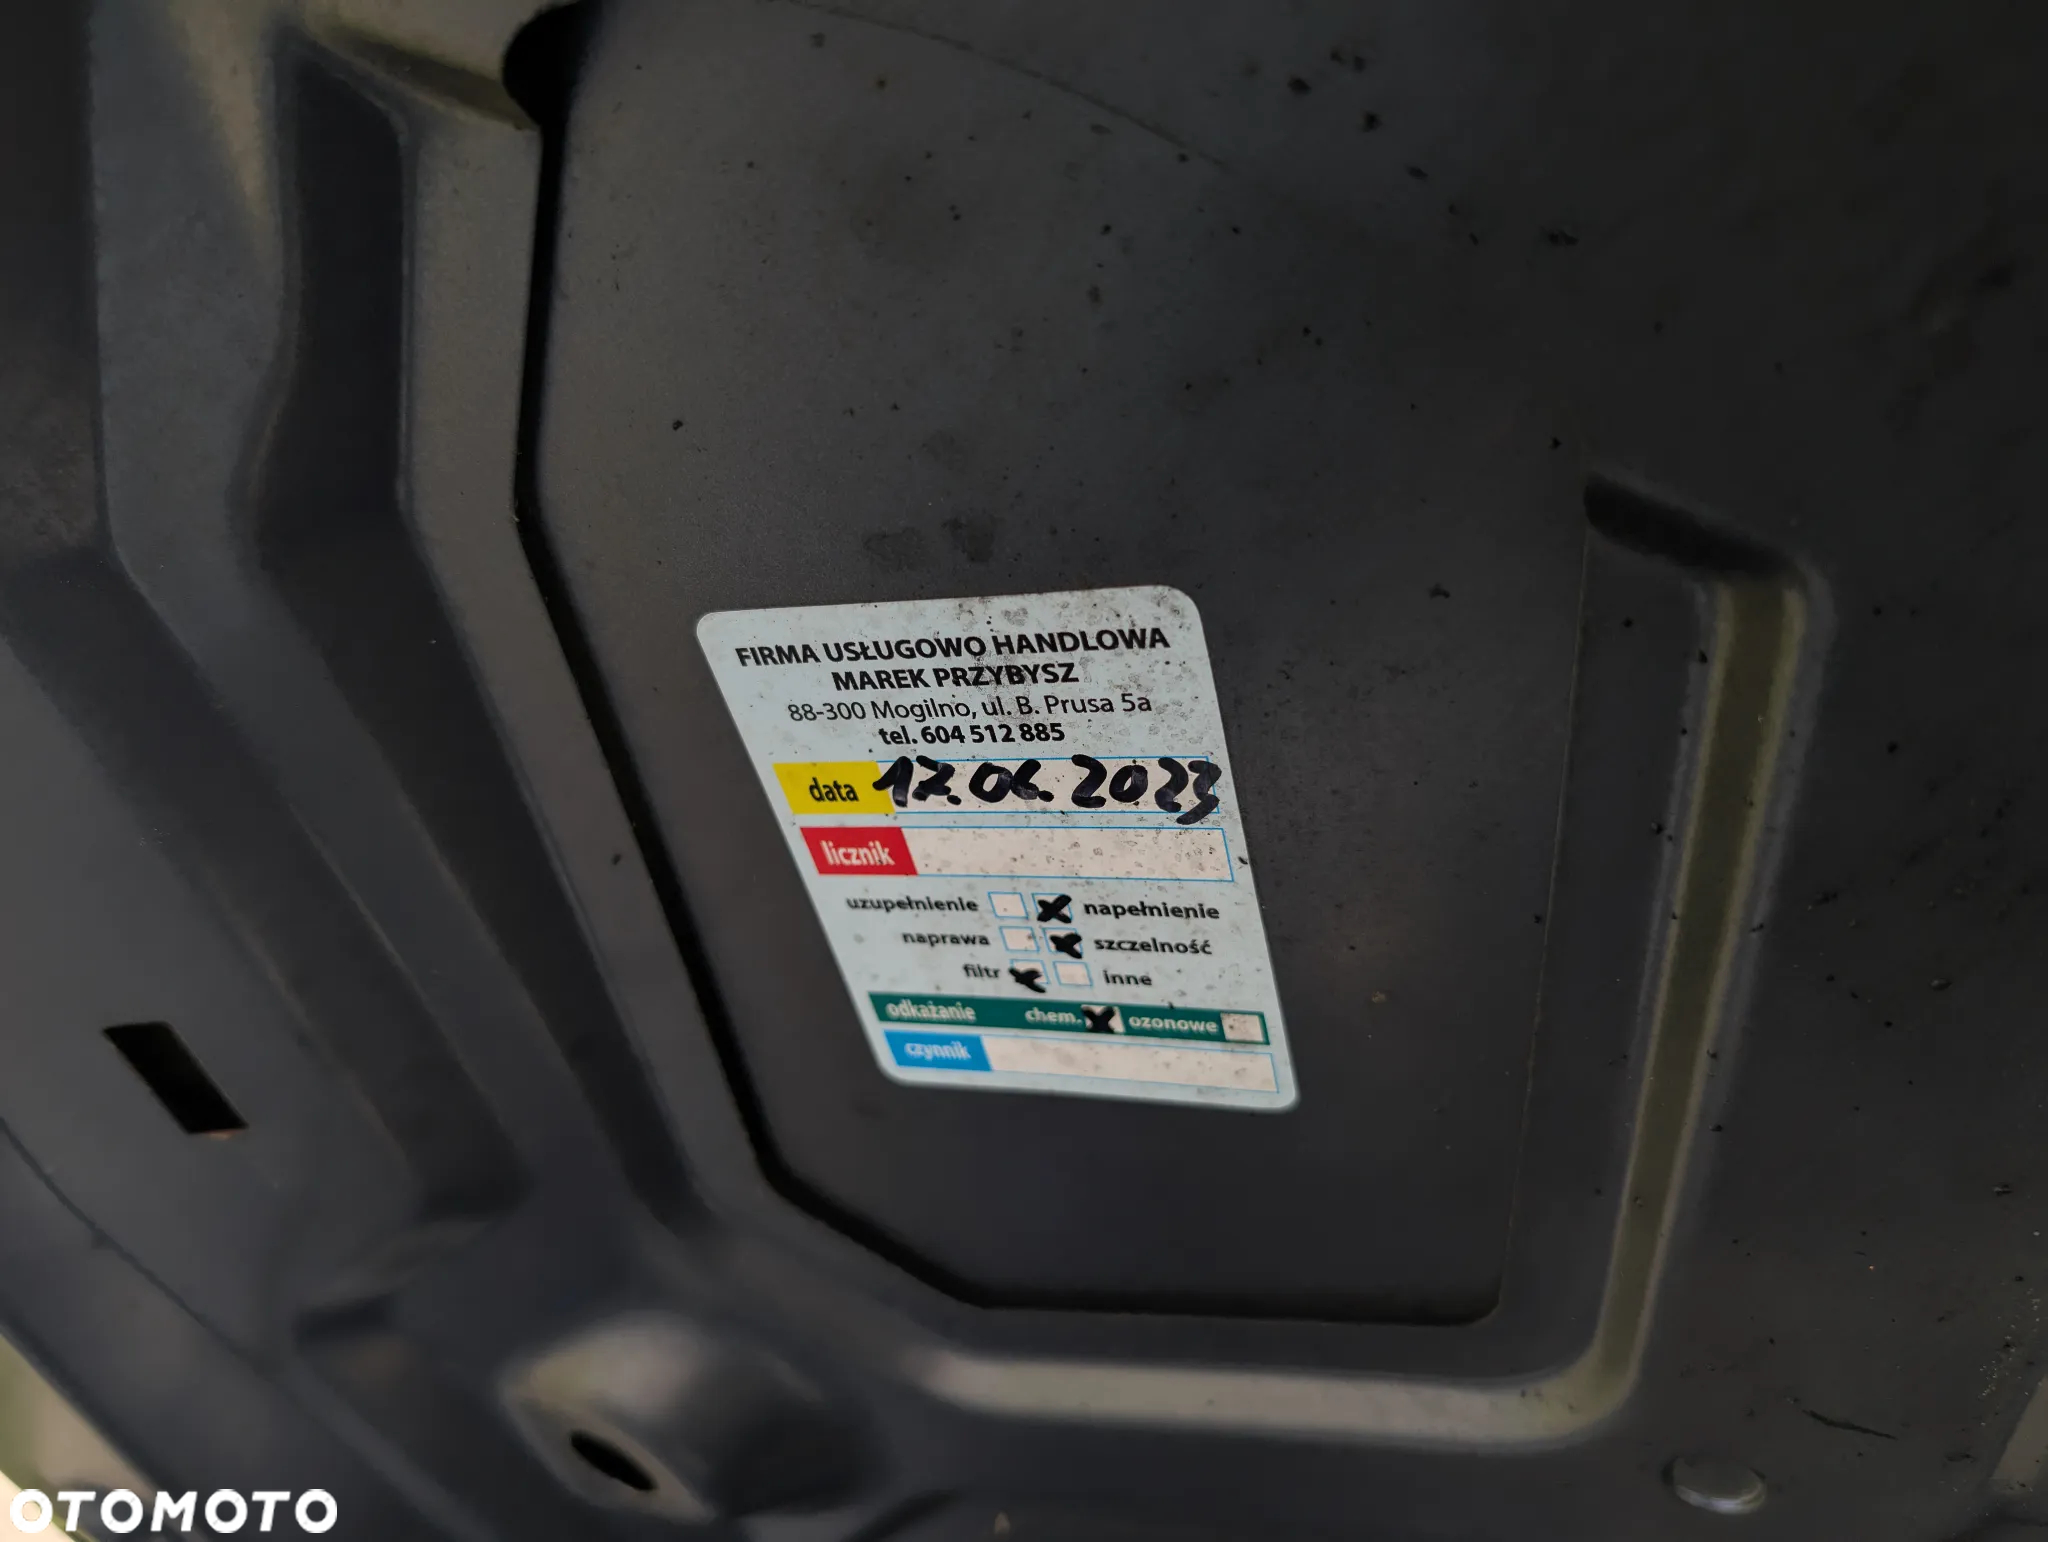 FIRMA USŁUGOWO HANDLOWA
MAREK PRZYBYSZ
88-300 Mogilno, ul. B. Prusa 5a
tel. 604 512 885
data 17.06.2023
licznik
uzupełnienie napełnienie
naprawa szczelność
filtr inne
odkażanie chem. ozonowe
czynnik
OTOMOTO